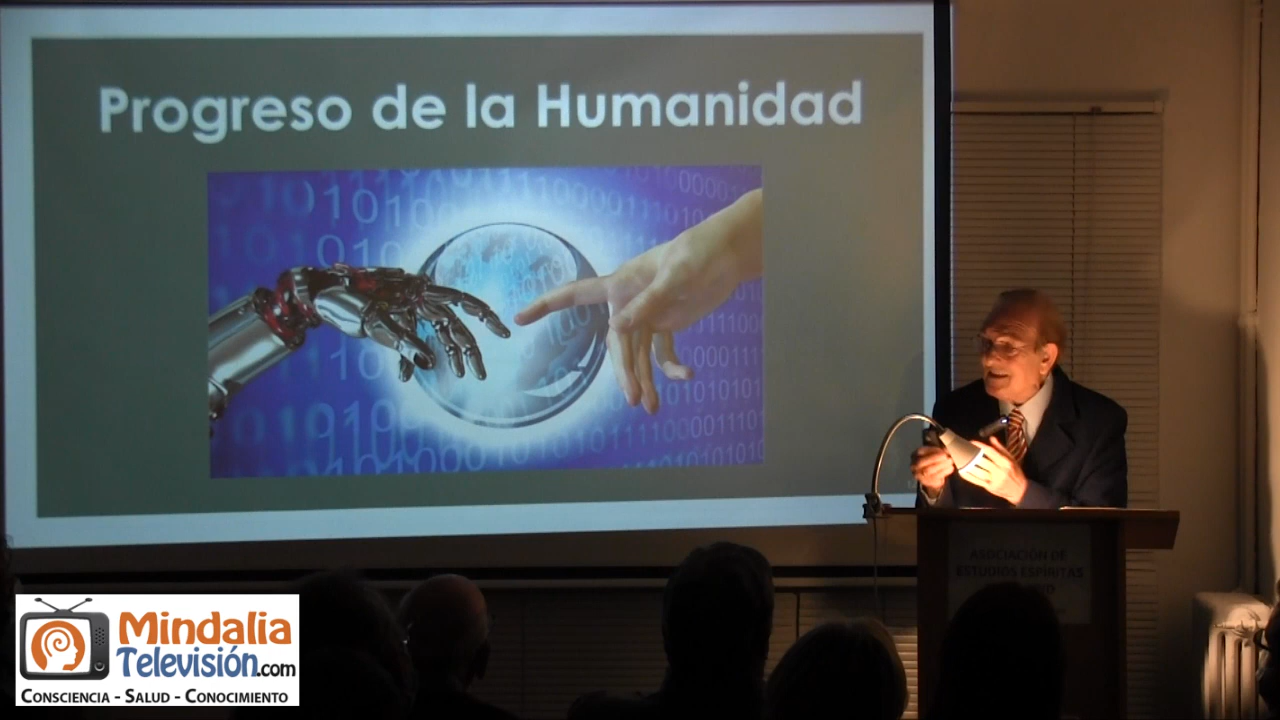 Progreso de la Humanidad
ASOCIACIÓN DE
ESTUDIOS ESPÍRITAS
Mindalia
Televisión.com
CONSCIENCIA - SALUD - CONOCIMIENTO